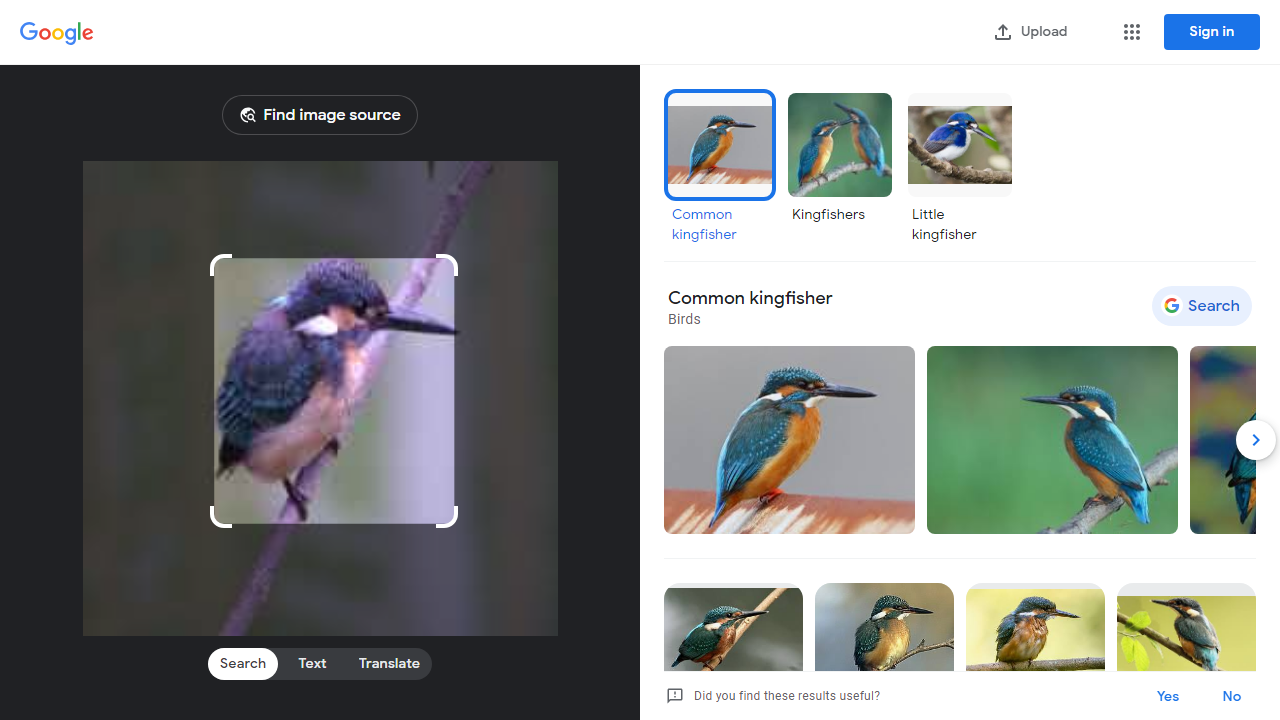 Google
Upload
Sign in
Find image source
Common
kingfisher
Kingfishers
Little
kingfisher
Common kingfisher
Birds
Search
Search
Text
Translate
Did you find these results useful?
Yes
No